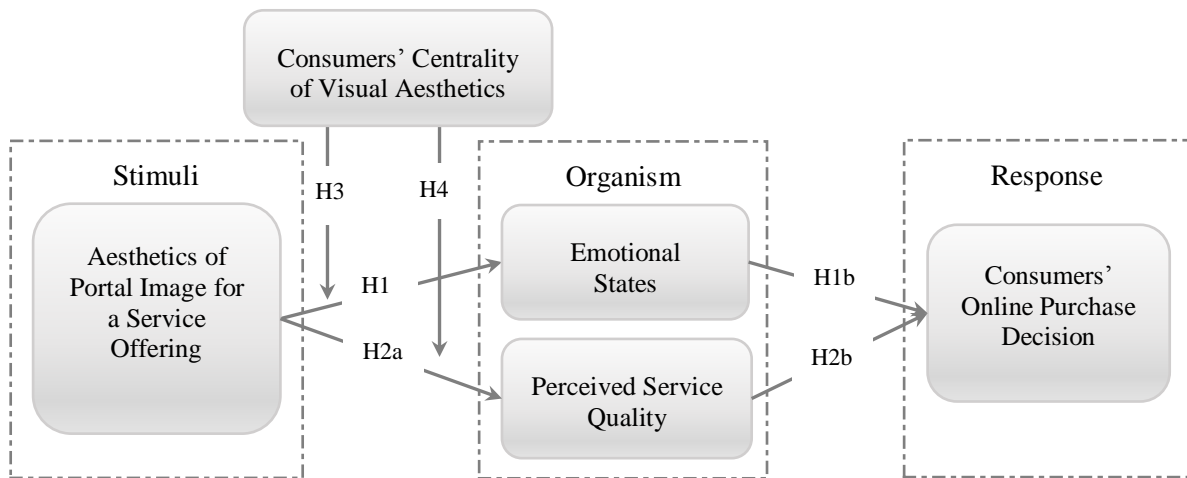 Consumers’ Centrality
of Visual Aesthetics
Stimuli
H3
H4
Organism
Response
Aesthetics of
Portal Image for
a Service
Offering
H1
H2a
Emotional
States
Perceived Service
Quality
H1b
H2b
Consumers’
Online Purchase
Decision